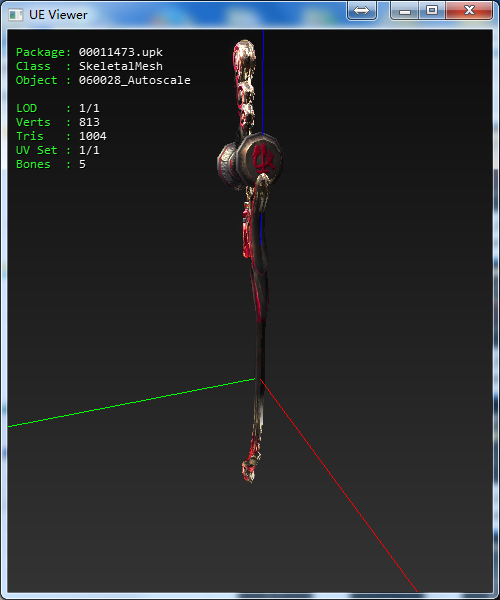 UE Viewer
Package: 00011473.upk
Class : SkeletalMesh
Object : 060028_Autoscale
LOD : 1/1
Verts : 813
Tris : 1004
UV Set : 1/1
Bones : 5